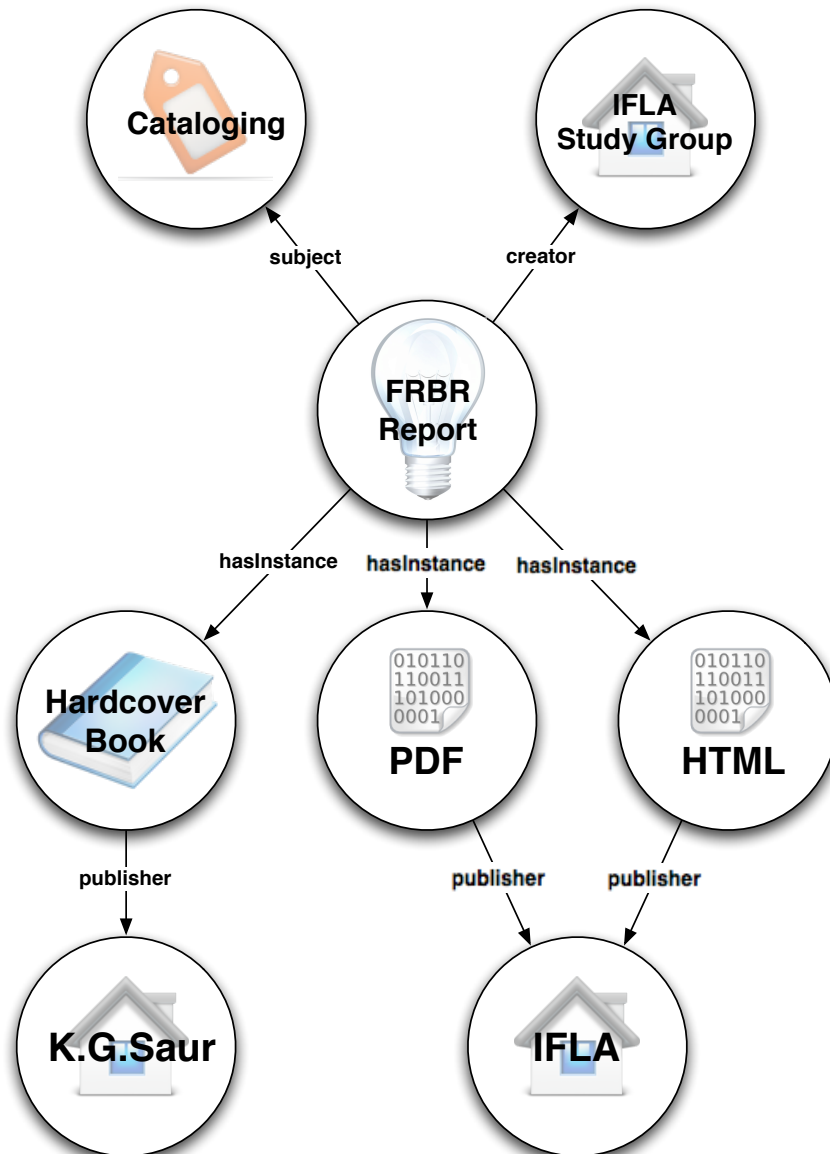 Cataloging
IFLA
Study Group
subject
creator
FRBR
Report
hasInstance
hasInstance
hasInstance
Hardcover
Book
010110
110011
101000
0001
PDF
010110
110011
101000
0001
HTML
publisher
publisher
publisher
K.G.Saur
IFLA